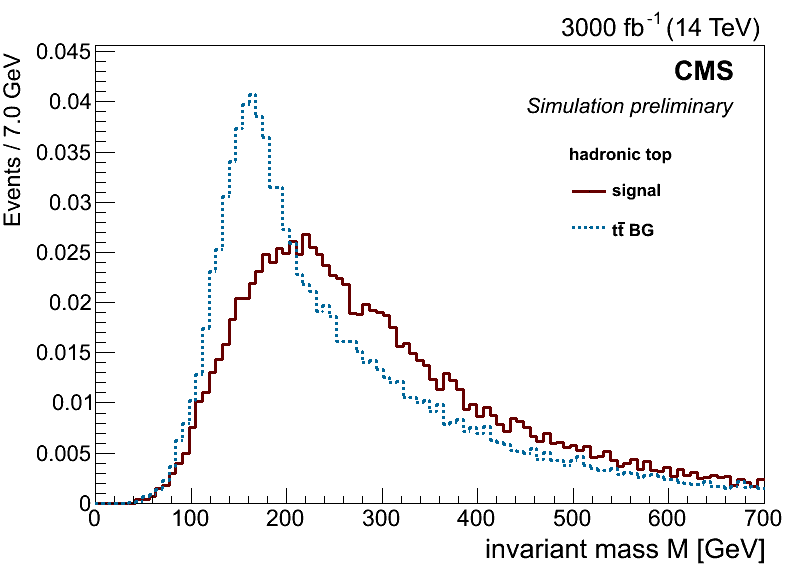 3000 fb⁻¹ (14 TeV)
CMS
Simulation preliminary
hadronic top
signal
tt̄ BG
Events / 7.0 GeV
0.045
0.04
0.035
0.03
0.025
0.02
0.015
0.01
0.005
0
0 100 200 300 400 500 600 700
invariant mass M [GeV]